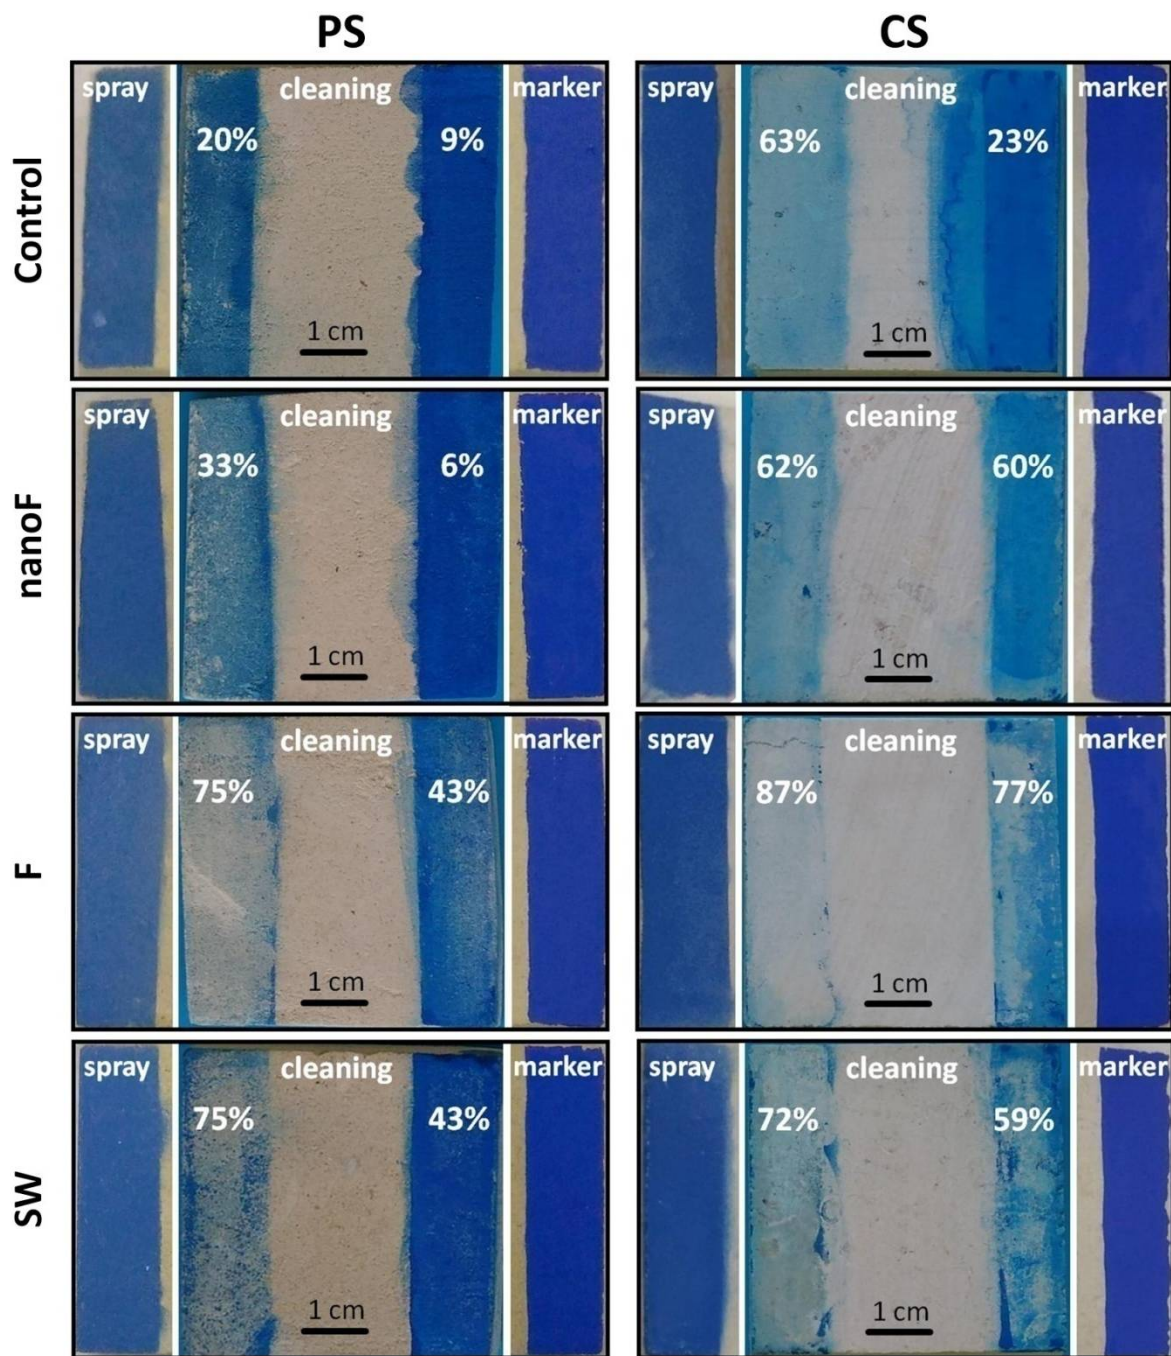 PS
CS
Control
spray
cleaning
marker
20%
9%
1 cm
spray
cleaning
marker
63%
23%
1 cm
nanoF
spray
cleaning
marker
33%
6%
1 cm
spray
cleaning
marker
62%
60%
1 cm
F
spray
cleaning
marker
75%
43%
1 cm
spray
cleaning
marker
87%
77%
1 cm
SW
spray
cleaning
marker
75%
43%
1 cm
spray
cleaning
marker
72%
59%
1 cm